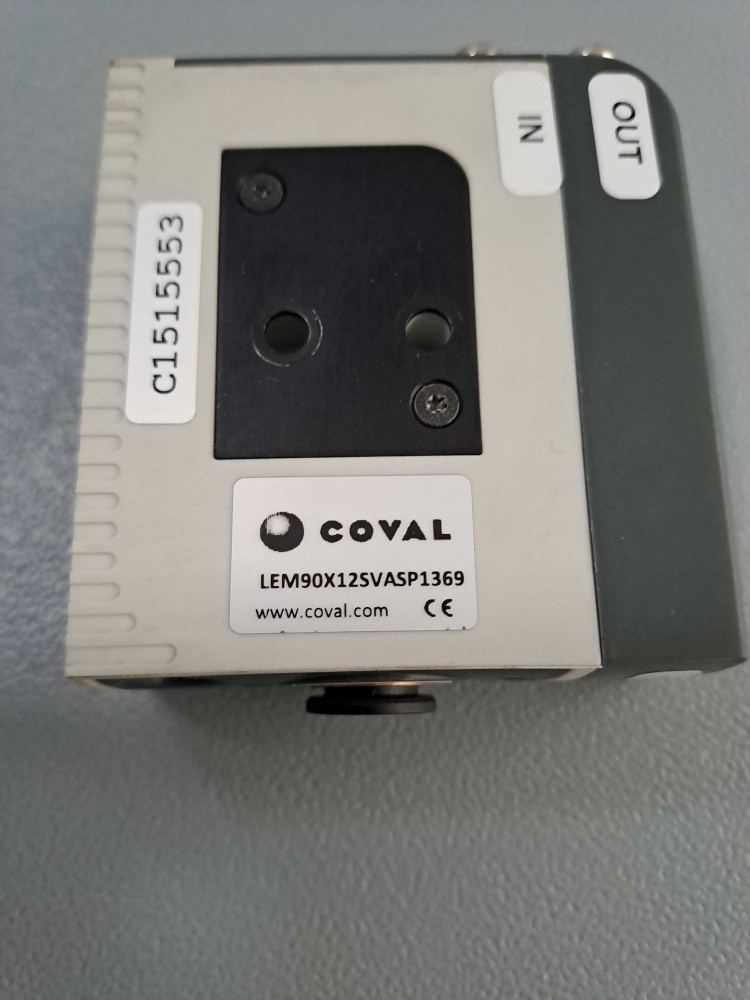 IN
OUT
C1515553
COVAL
LEM90X12SVASP1369
www.coval.com CE